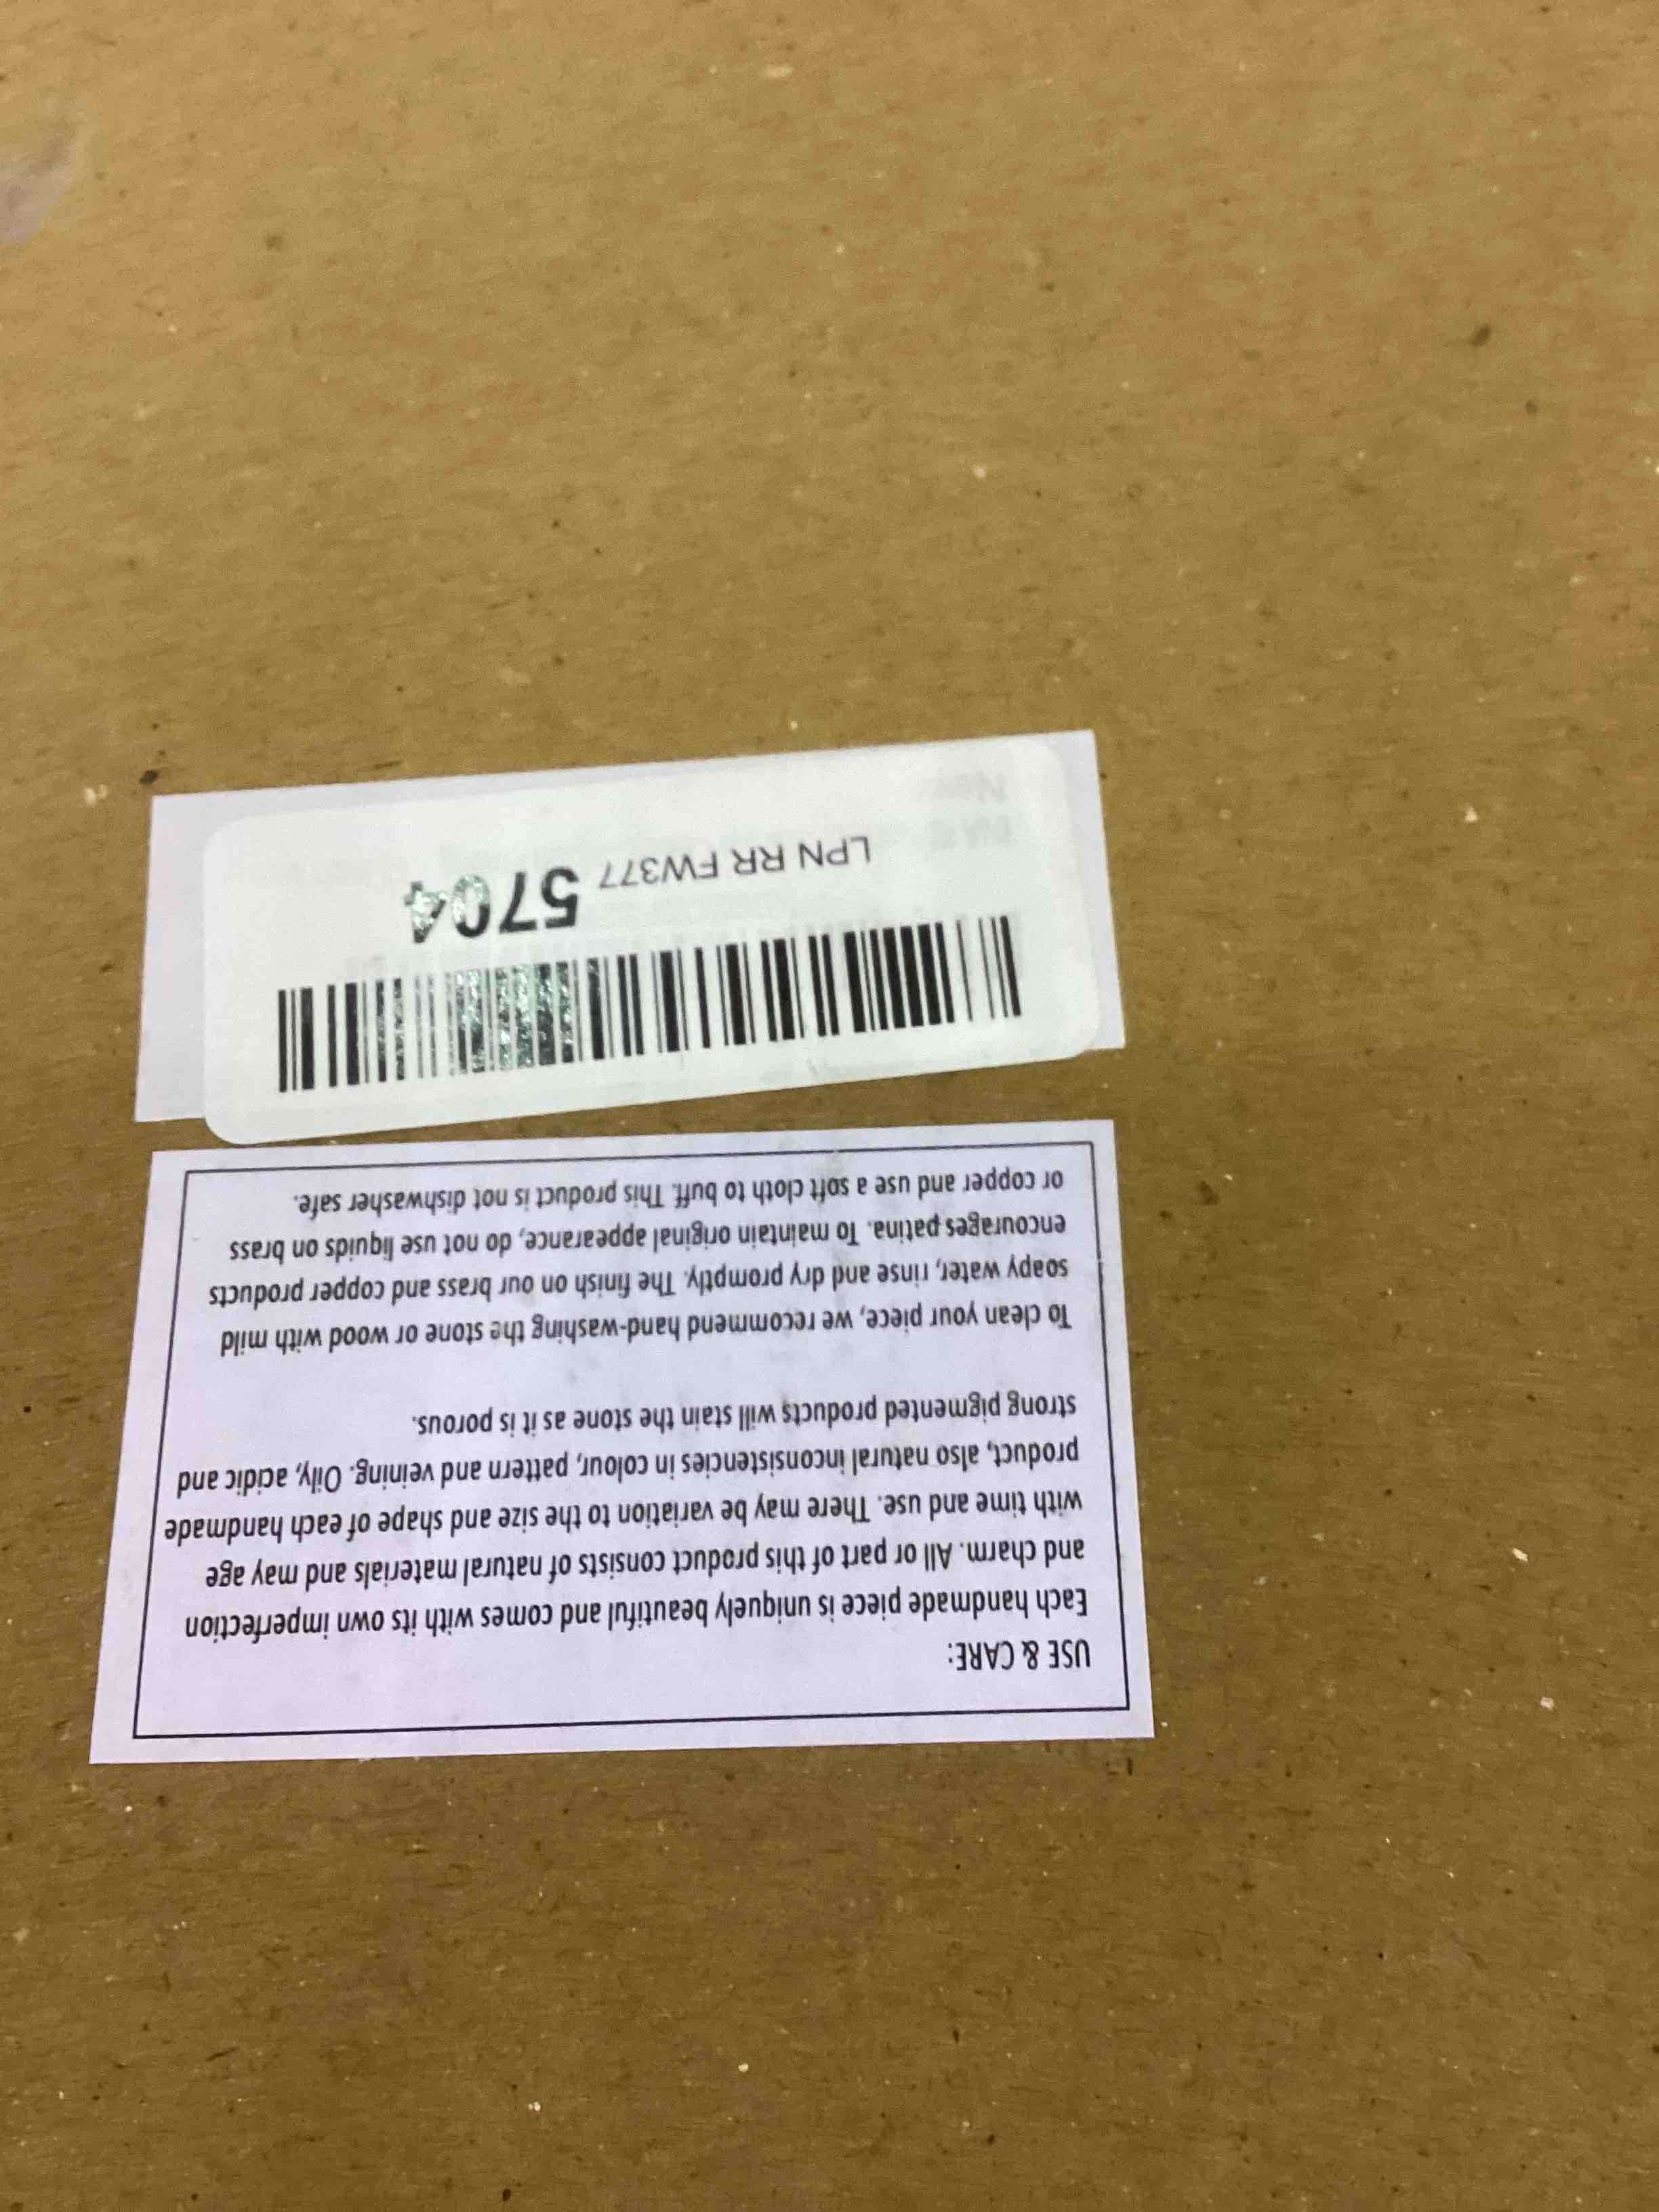 USE & CARE:
Each handmade piece is uniquely beautiful and comes with its own imperfection
and charm. All or part of this product consists of natural materials and may age
with time and use. There may be variation to the size and shape of each handmade
product, also natural inconsistencies in colour, pattern and veining. Oily, acidic and
strong pigmented products will stain the stone as it is porous.
To clean your piece, we recommend hand-washing the stone or wood with mild
soapy water, rinse and dry promptly. The finish on our brass and copper products
encourages patina. To maintain original appearance, do not use liquids on brass
or copper and use a soft cloth to buff. This product is not dishwasher safe.
LPN RR FW377 5704